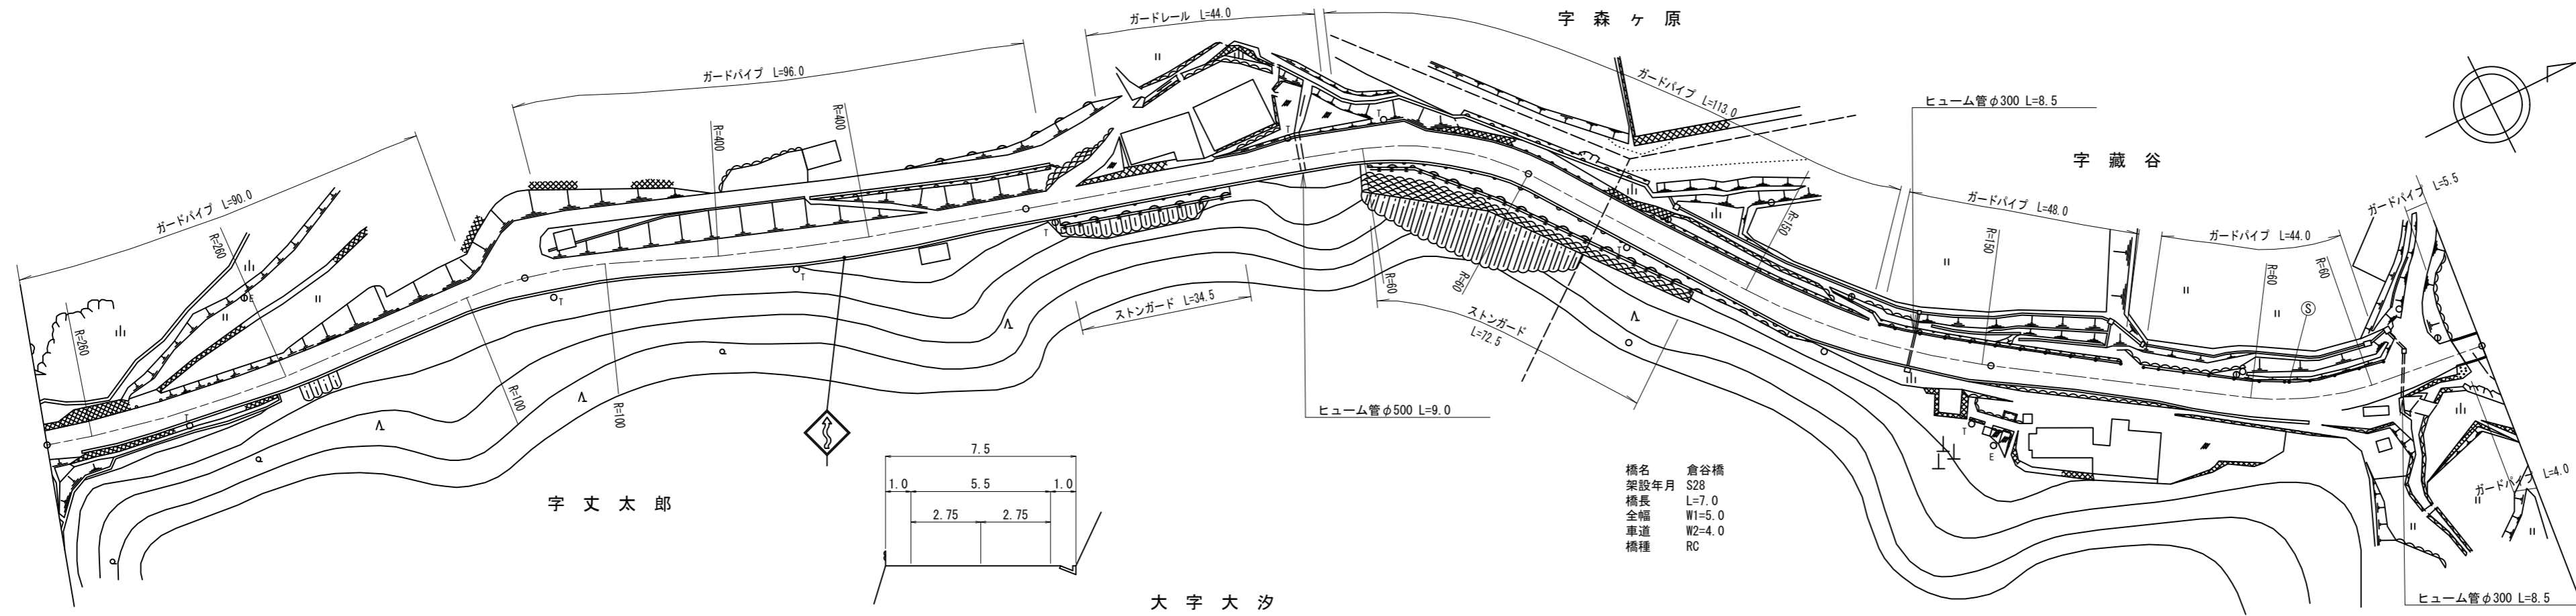 ガードレール L=44.0
字 森 ヶ 原
ガードパイプ L=96.0
ガードパイプ L=113.0
ヒューム管φ300 L=8.5
R=400
R=400
字 蔵 谷
ガードパイプ L=90.0
ガードパイプ L=48.0
ガードパイプ L=5.5
R=260
R=150
R=150
ガードパイプ L=44.0
R=60
R=60
R=60
R=60
S
E
T
T
T
T
T
T
T
T
E
R=260
ストンガード L=34.5
ストンガード
L=72.5
R=100
R=100
ヒューム管φ500 L=9.0
7.5
1.0
5.5
1.0
2.75
2.75
橋名 倉谷橋
架設年月 S28
橋長 L=7.0
全幅 W1=5.0
車道 W2=4.0
橋種 RC
ガードパイプ L=4.0
字 丈 太 郎
大 字 大 汐
ヒューム管φ300 L=8.5